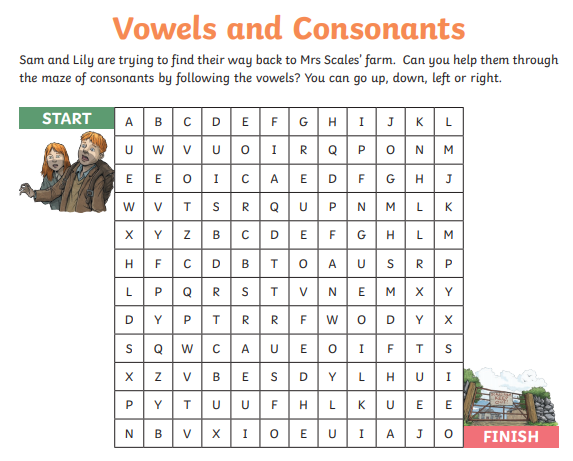 Vowels and Consonants
Sam and Lily are trying to find their way back to Mrs Scales’ farm. Can you help them through
the maze of consonants by following the vowels? You can go up, down, left or right.
START
A B C D E F G H I J K L
U W V U O I R Q P O N M
E E O I C A E D F G H J
W V T S R Q U P N M L K
X Y Z B C D E F G H L M
H F C D B T O A U S R P
L P Q R S T V N E M X Y
D Y P T R R F W O D Y X
S Q W C A U E O I F T S
X Z V B E S D Y L H U I
P Y T U U F H L K U E E
N B V X I O E U I A J O
FINISH